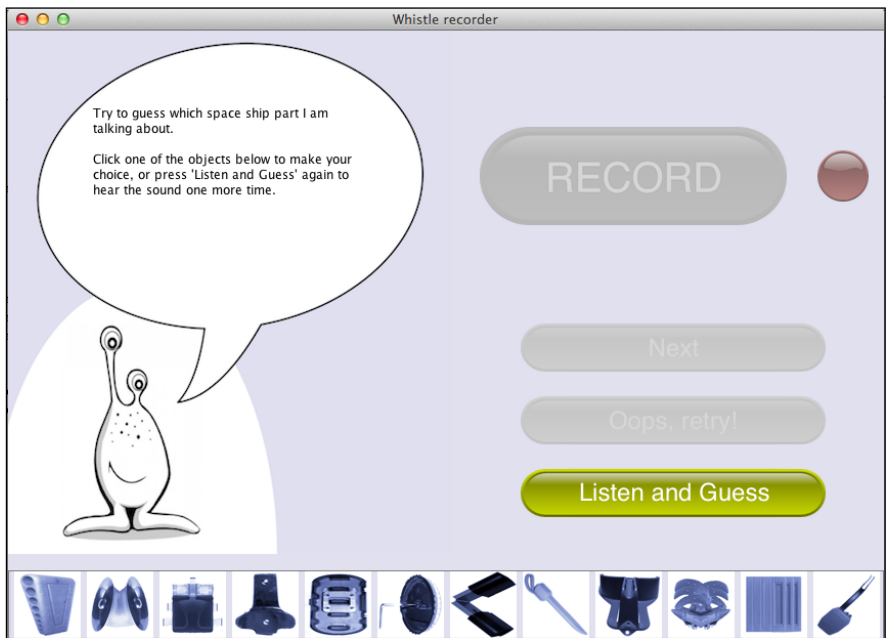 Whistle recorder
Try to guess which space ship part I am
talking about.
Click one of the objects below to make your
choice, or press 'Listen and Guess' again to
hear the sound one more time.
RECORD
Next
Oops, retry!
Listen and Guess